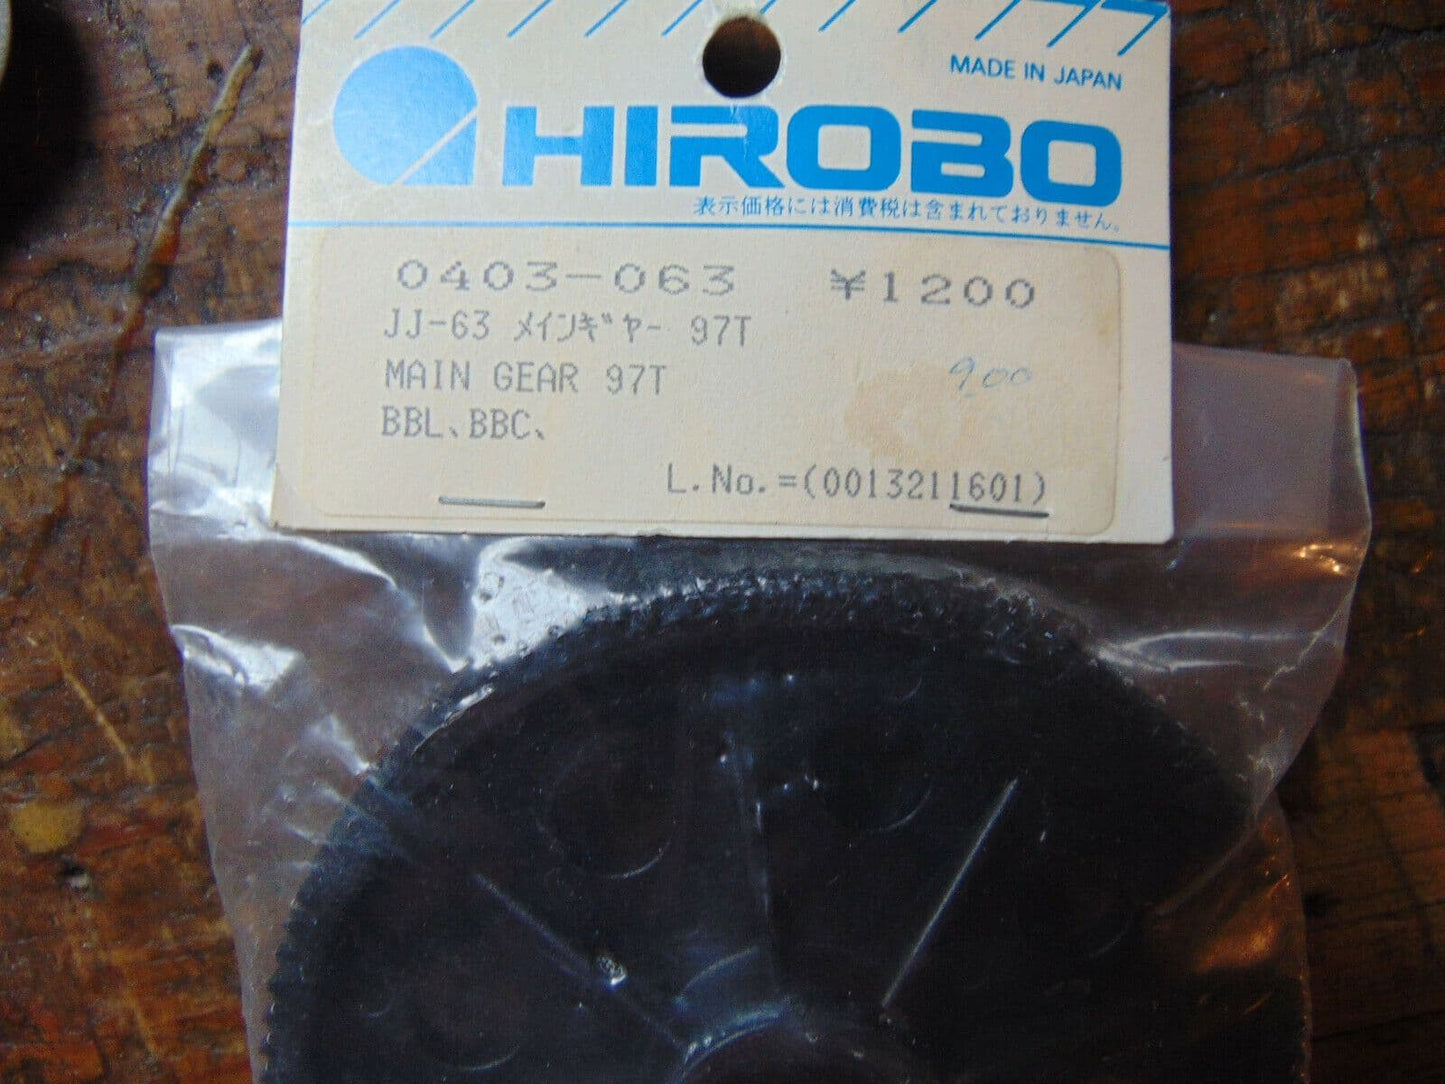 MADE IN JAPAN
HIROBO
表示価格には消費税は含まれておりません。
0403-063 ¥1200
JJ-63 メインギヤー 97T
MAIN GEAR 97T
900
BBL、BBC、
L.No.=(0013211601)